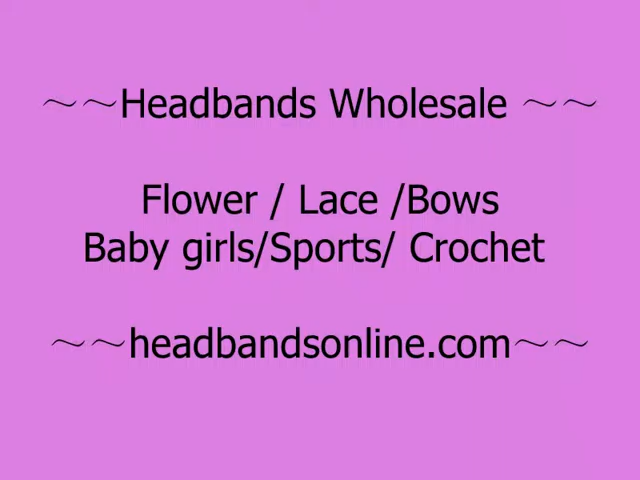 ～～Headbands Wholesale ～～
Flower / Lace /Bows
Baby girls/Sports/ Crochet
～～headbandsonline.com～～